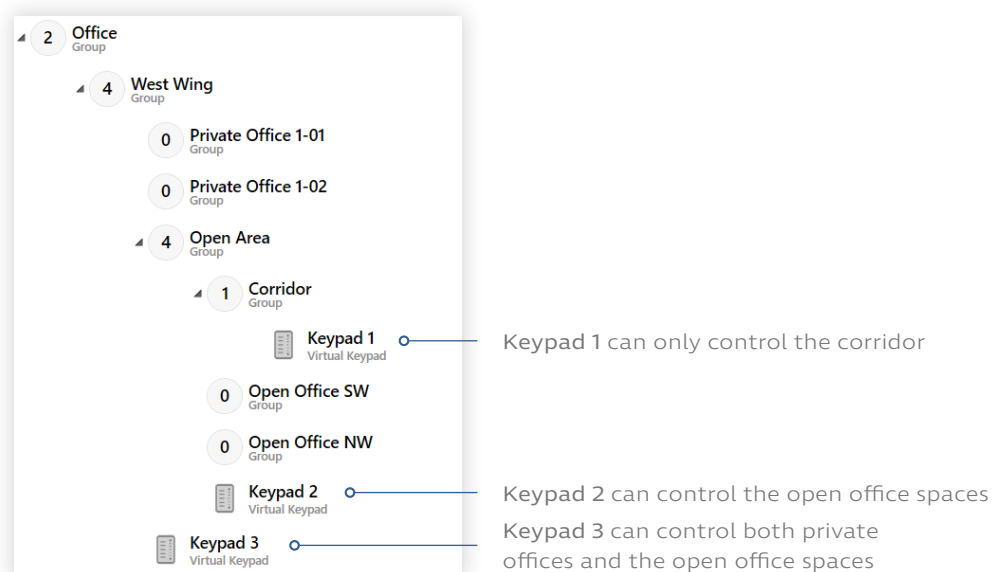 2 Office
Group
4 West Wing
Group
0 Private Office 1-01
Group
0 Private Office 1-02
Group
4 Open Area
Group
1 Corridor
Group
Keypad 1
Virtual Keypad
Keypad 1 can only control the corridor
0 Open Office SW
Group
0 Open Office NW
Group
Keypad 2
Virtual Keypad
Keypad 2 can control the open office spaces
Keypad 3
Virtual Keypad
Keypad 3 can control both private
offices and the open office spaces